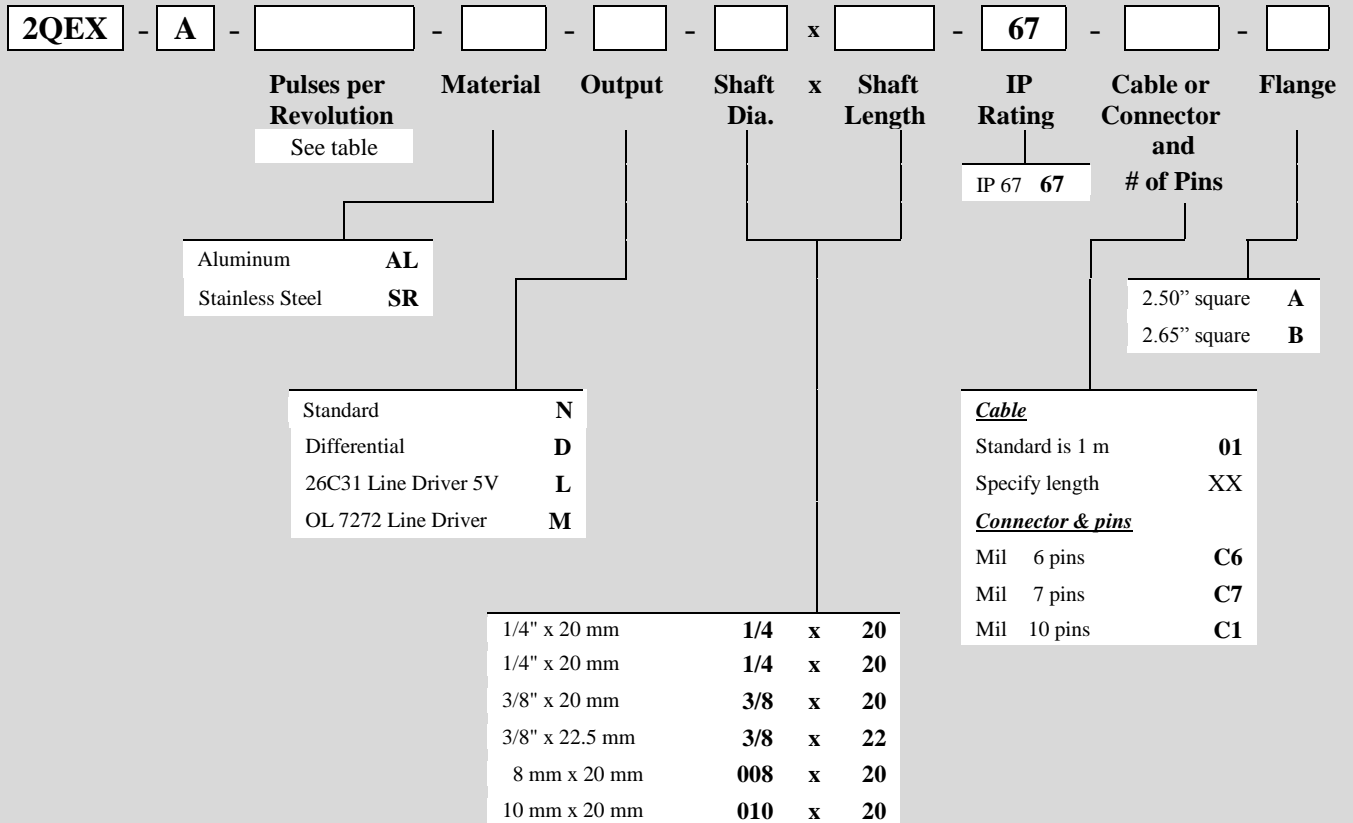 2QEX - A - - - - x - 67 - -
Pulses per Revolution
Material
Output
Shaft Dia.
x
Shaft Length
IP Rating
Cable or Connector and # of Pins
Flange
See table
IP 67 67
Aluminum AL
Stainless Steel SR
2.50” square A
2.65” square B
Standard N
Differential D
26C31 Line Driver 5V L
OL 7272 Line Driver M
Cable
Standard is 1 m 01
Specify length XX
Connector & pins
Mil 6 pins C6
Mil 7 pins C7
Mil 10 pins C1
1/4" x 20 mm 1/4 x 20
1/4" x 20 mm 1/4 x 20
3/8" x 20 mm 3/8 x 20
3/8" x 22.5 mm 3/8 x 22
8 mm x 20 mm 008 x 20
10 mm x 20 mm 010 x 20